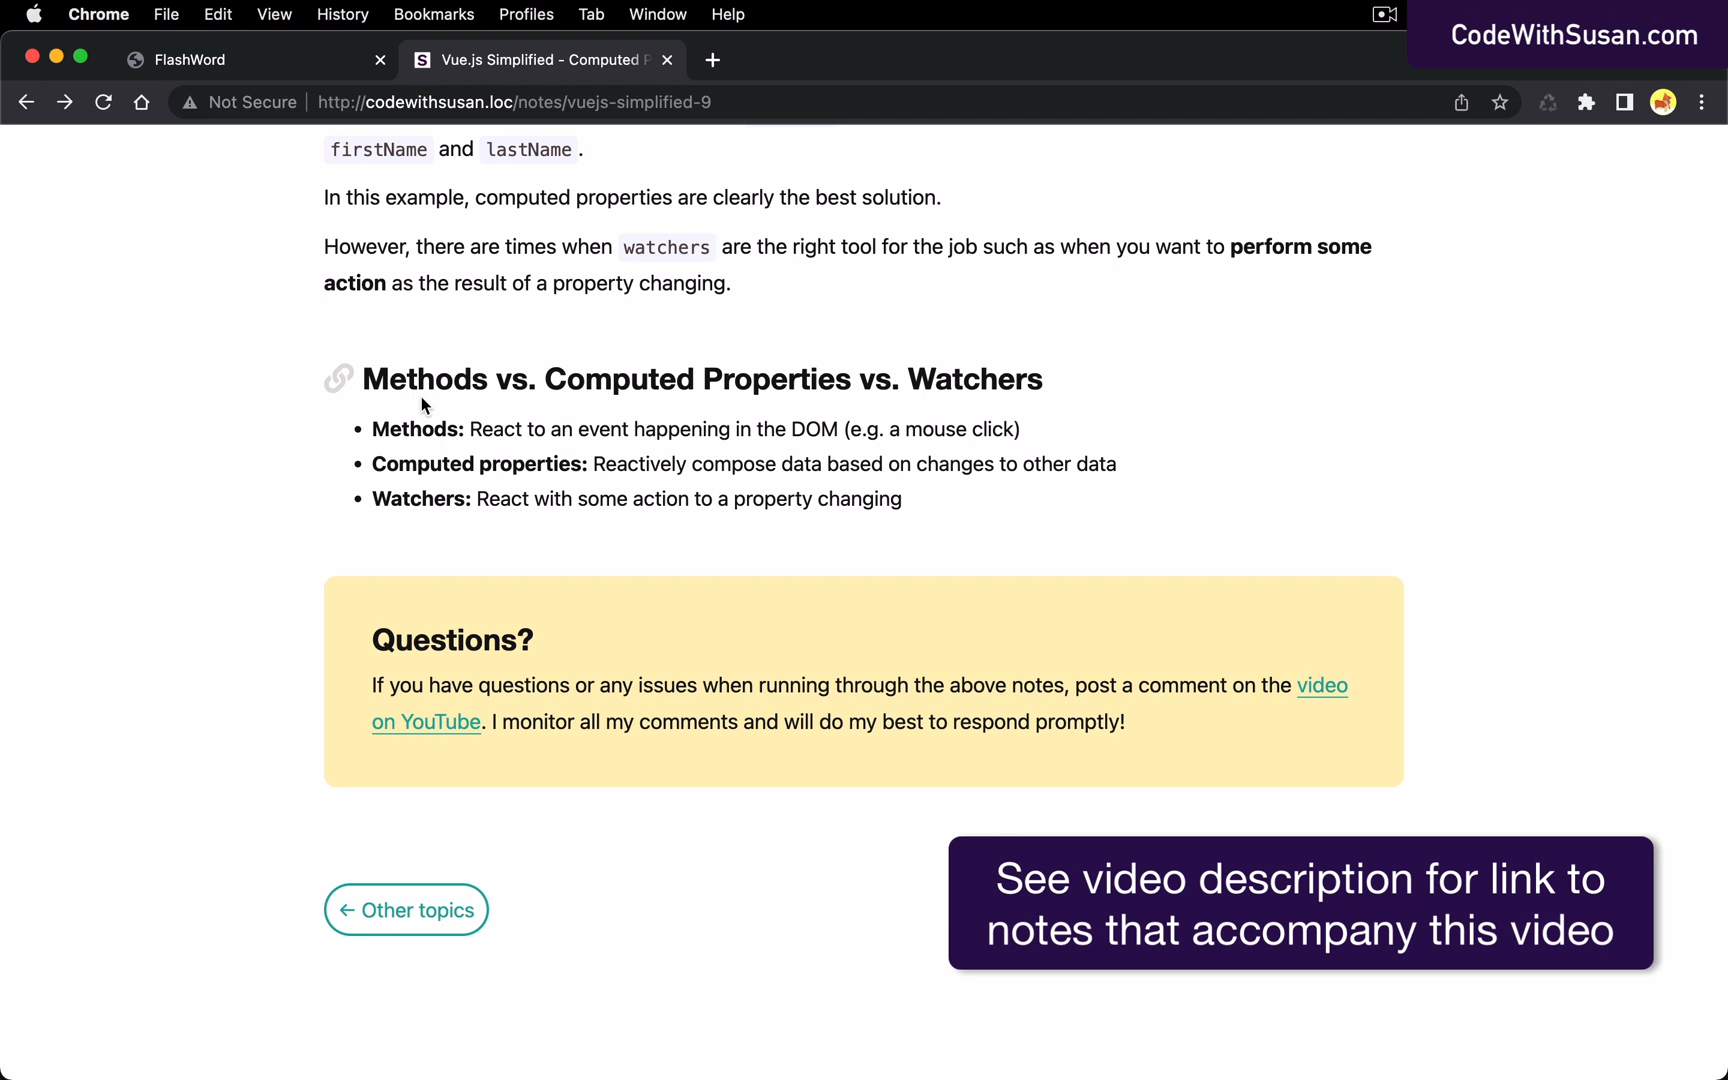 Chrome File Edit View History Bookmarks Profiles Tab Window Help
CodeWithSusan.com
FlashWord
Vue.js Simplified - Computed P
Not Secure http://codewithsusan.loc/notes/vuejs-simplified-9
firstName and lastName.
In this example, computed properties are clearly the best solution.
However, there are times when watchers are the right tool for the job such as when you want to perform some
action as the result of a property changing.
Methods vs. Computed Properties vs. Watchers
• Methods: React to an event happening in the DOM (e.g. a mouse click)
• Computed properties: Reactively compose data based on changes to other data
• Watchers: React with some action to a property changing
Questions?
If you have questions or any issues when running through the above notes, post a comment on the video
on YouTube. I monitor all my comments and will do my best to respond promptly!
← Other topics
See video description for link to
notes that accompany this video